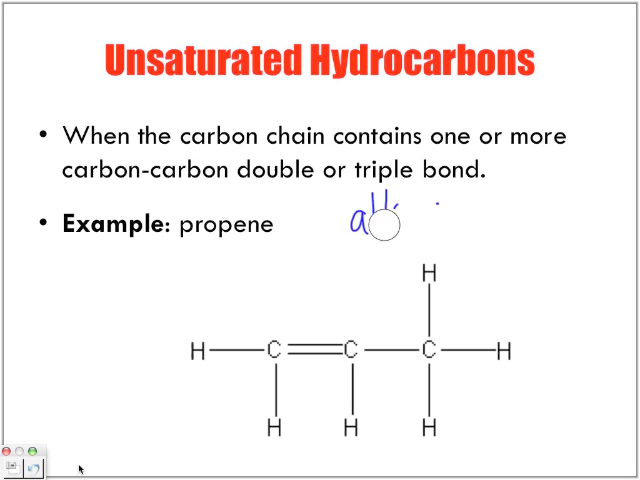 Unsaturated Hydrocarbons
• When the carbon chain contains one or more
carbon-carbon double or triple bond.
• Example: propene
H
H C C C H
H H H